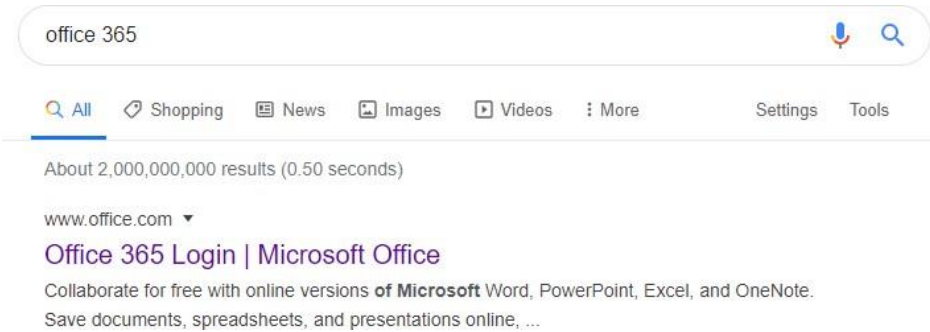 office 365
All Shopping News Images Videos More Settings Tools
About 2,000,000,000 results (0.50 seconds)
www.office.com
Office 365 Login | Microsoft Office
Collaborate for free with online versions of Microsoft Word, PowerPoint, Excel, and OneNote.
Save documents, spreadsheets, and presentations online, ...